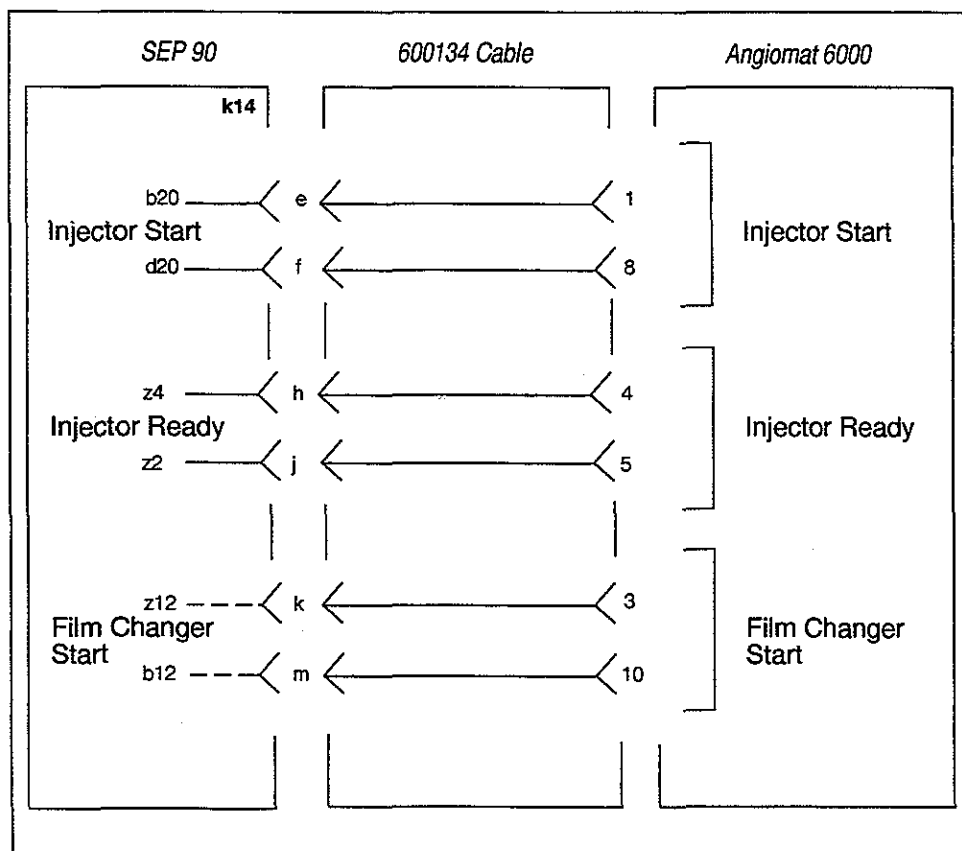 SEP 90 600134 Cable Angiomat 6000
k14
b20 e 1
Injector Start Injector Start
d20 f 8
z4 h 4
Injector Ready Injector Ready
z2 j 5
z12 k 3
Film Changer Film Changer
Start Start
b12 m 10